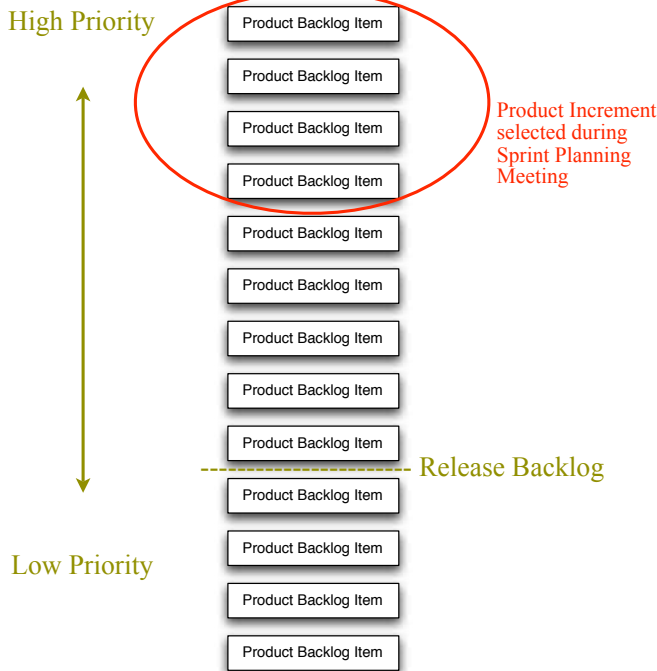 High Priority
Product Backlog Item
Product Backlog Item
Product Backlog Item
Product Increment
selected during
Sprint Planning
Meeting
Product Backlog Item
Product Backlog Item
Product Backlog Item
Product Backlog Item
Product Backlog Item
Product Backlog Item
Release Backlog
Product Backlog Item
Product Backlog Item
Low Priority
Product Backlog Item
Product Backlog Item